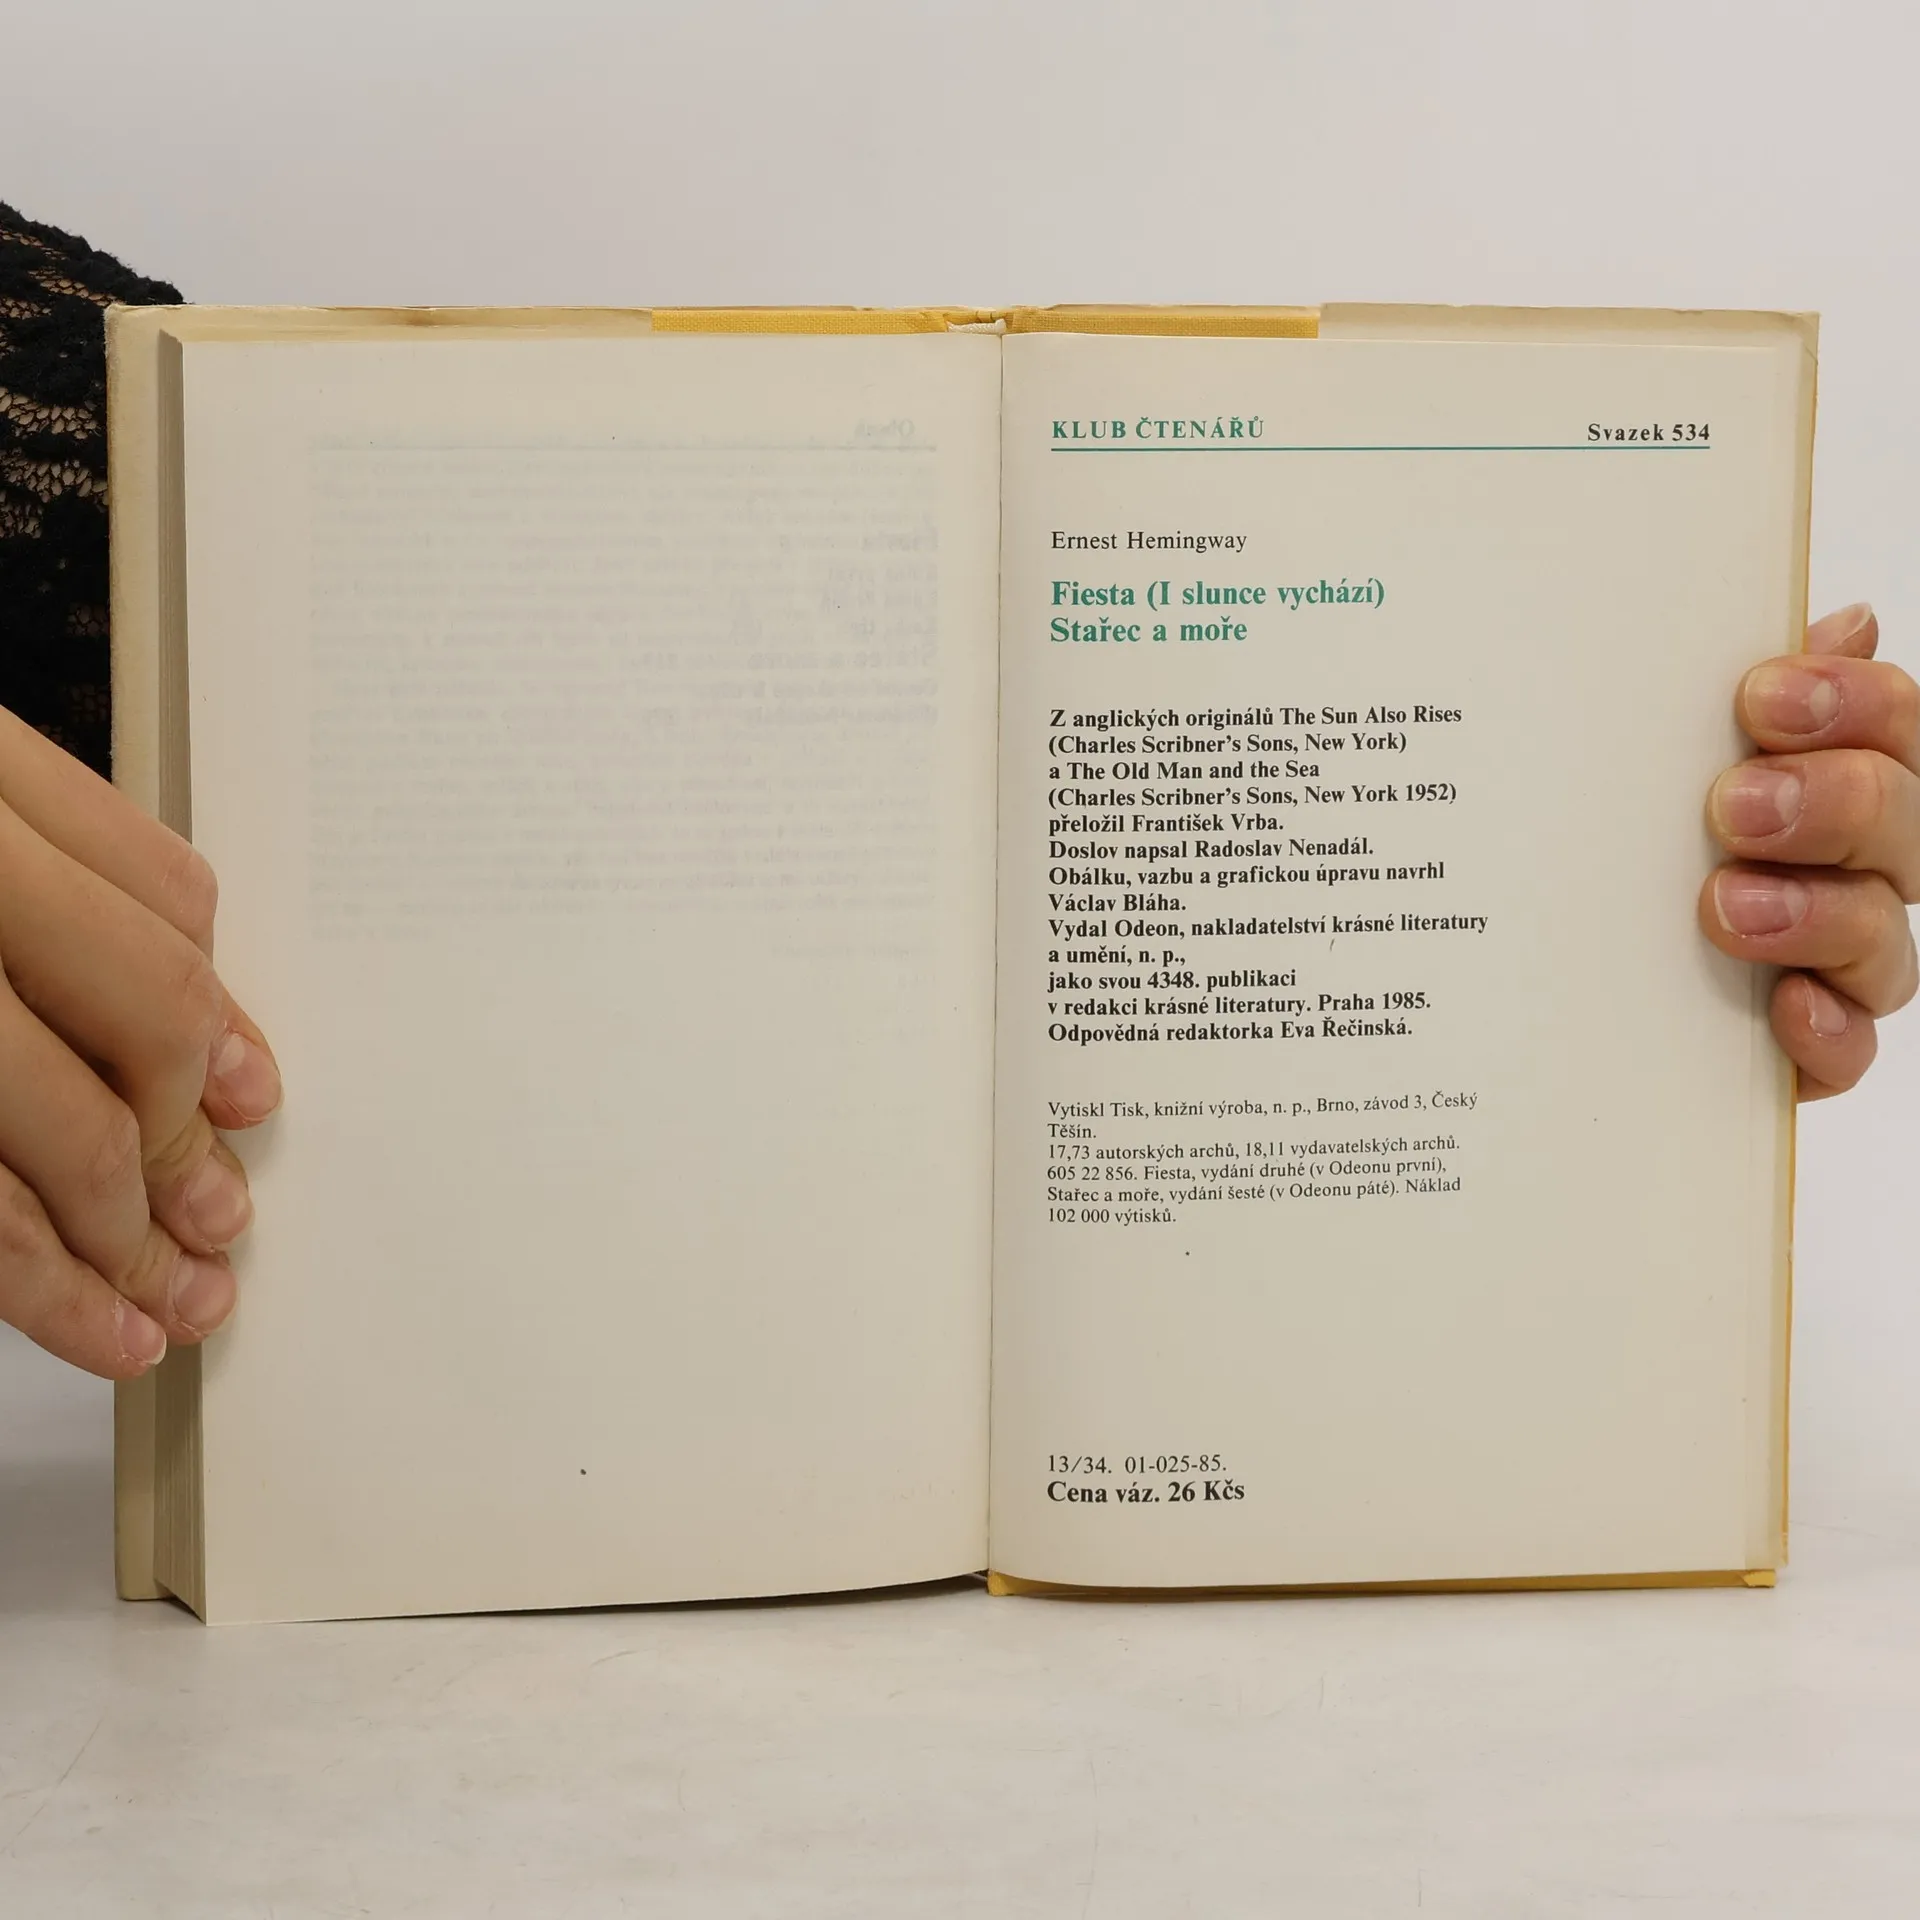 KLUB ČTENÁŘŮ Svazek 534
Ernest Hemingway
Fiesta (I slunce vychází)
Stařec a moře
Z anglických originálů The Sun Also Rises
(Charles Scribner's Sons, New York)
a The Old Man and the Sea
(Charles Scribner's Sons, New York 1952)
přeložil František Vrba.
Doslov napsal Radoslav Nenadál.
Obálku, vazbu a grafickou úpravu navrhl
Václav Bláha.
Vydal Odeon, nakladatelství krásné literatury
a umění, n. p.,
jako svou 4348. publikaci
v redakci krásné literatury. Praha 1985.
Odpovědná redaktorka Eva Řečinská.
Vytiskl Tisk, knižní výroba, n. p., Brno, závod 3, Český
Těšín.
17,73 autorských archů, 18,11 vydavatelských archů.
605 22 856. Fiesta, vydání druhé (v Odeonu první),
Stařec a moře, vydání šesté (v Odeonu páté). Náklad
102 000 výtisků.
13/34. 01-025-85.
Cena váz. 26 Kčs